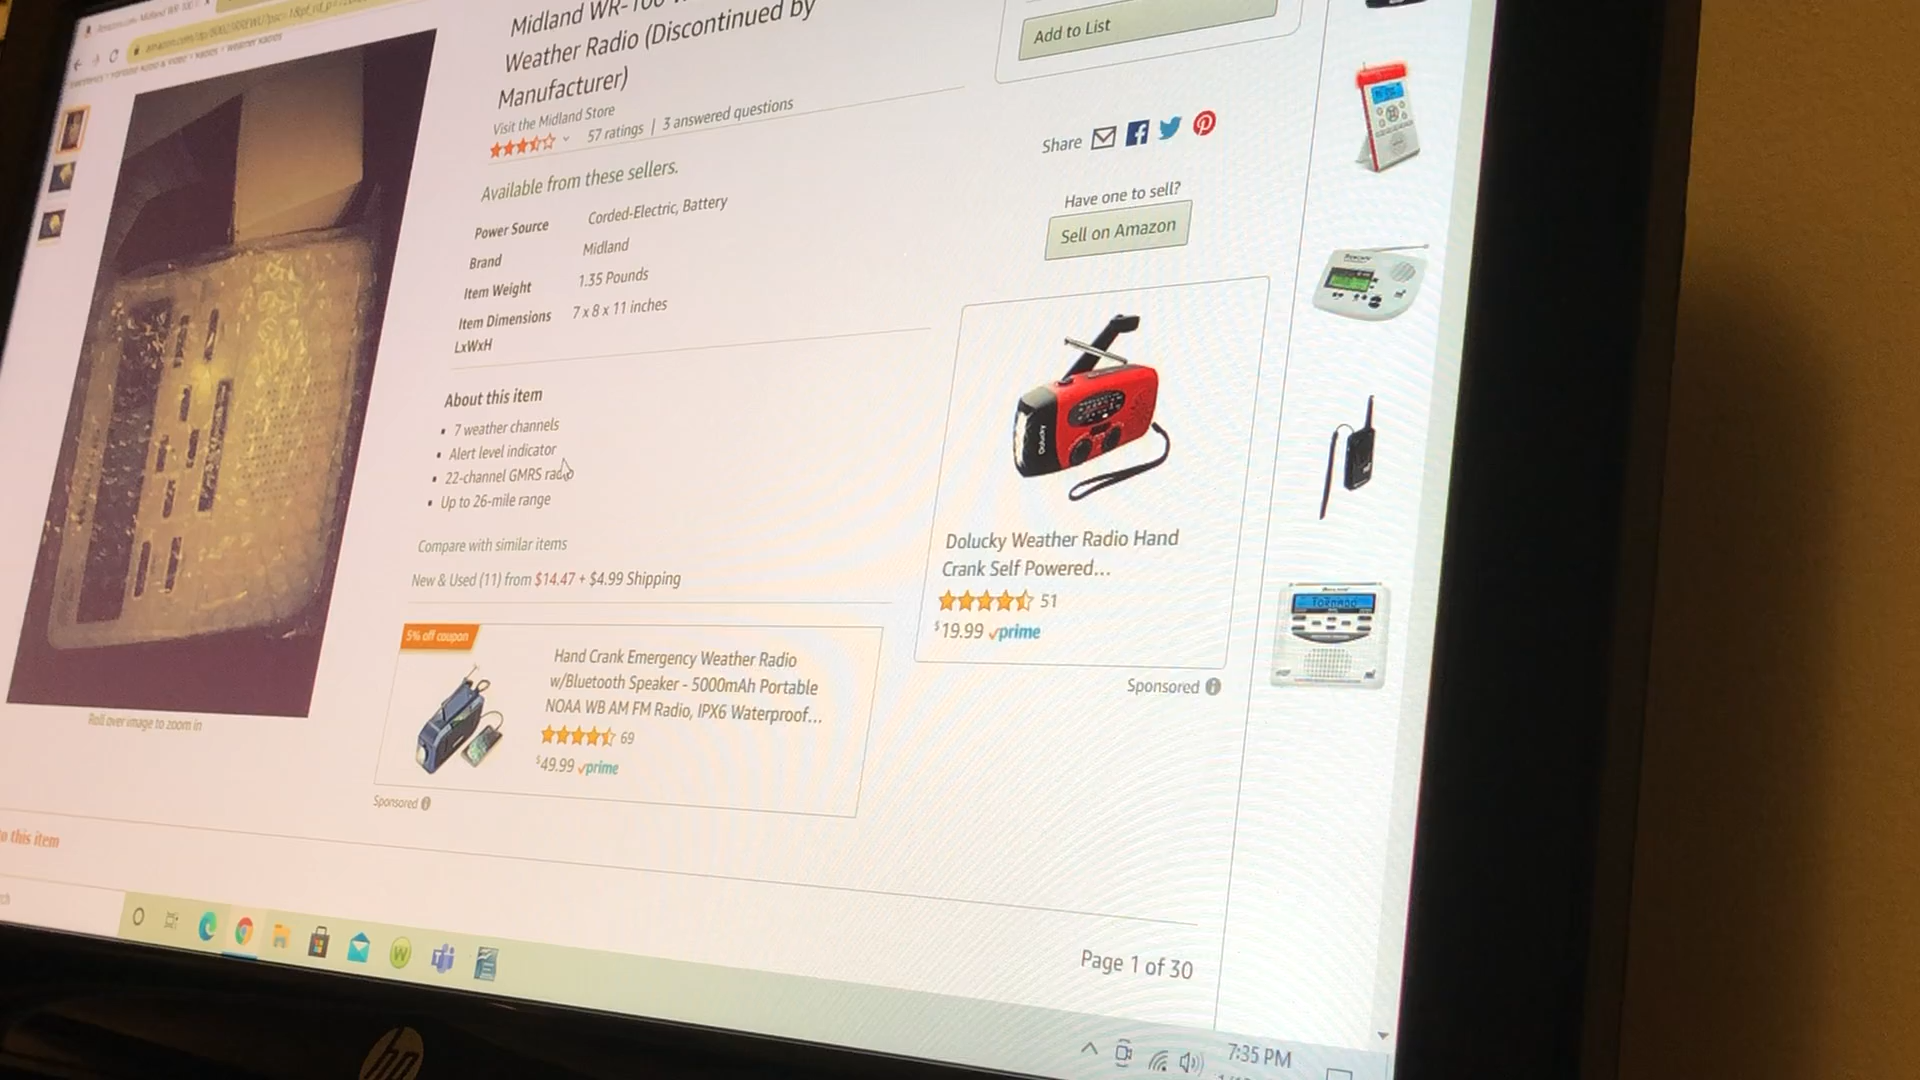 Midland WR-100
Weather Radio (Discontinued by
Manufacturer)
Visit the Midland Store
57 ratings | 3 answered questions
Available from these sellers.
Power Source Corded-Electric, Battery
Brand Midland
Item Weight 1.35 Pounds
Item Dimensions 7 x 8 x 11 inches
LxWxH
About this item
7 weather channels
Alert level indicator
22-channel GMRS radio
Up to 26-mile range
Compare with similar items
New & Used (11) from $14.47 + $4.99 Shipping
5% off coupon
Hand Crank Emergency Weather Radio
w/Bluetooth Speaker - 5000mAh Portable
NOAA WB AM FM Radio, IPX6 Waterproof...
69
$49.99 prime
Sponsored
Roll over image to zoom in
to this item
Add to List
Share
Have one to sell?
Sell on Amazon
Dolucky
Dolucky Weather Radio Hand
Crank Self Powered...
51
$19.99 prime
Sponsored
Page 1 of 30
7:35 PM
hp